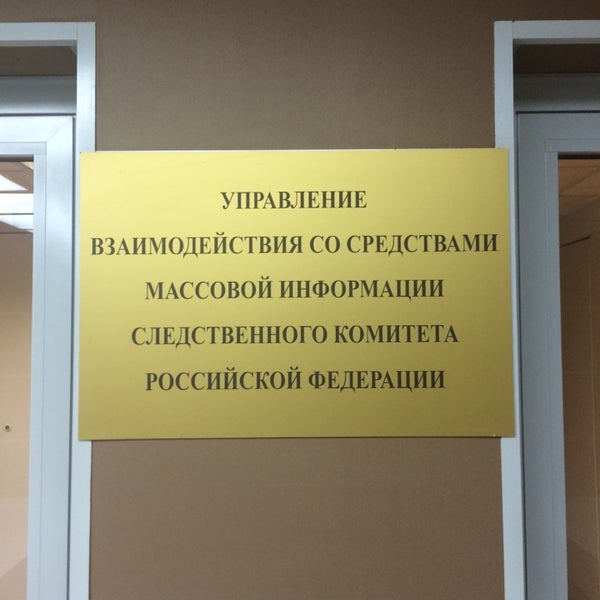 УПРАВЛЕНИЕ
ВЗАИМОДЕЙСТВИЯ СО СРЕДСТВАМИ
МАССОВОЙ ИНФОРМАЦИИ
СЛЕДСТВЕННОГО КОМИТЕТА
РОССИЙСКОЙ ФЕДЕРАЦИИ